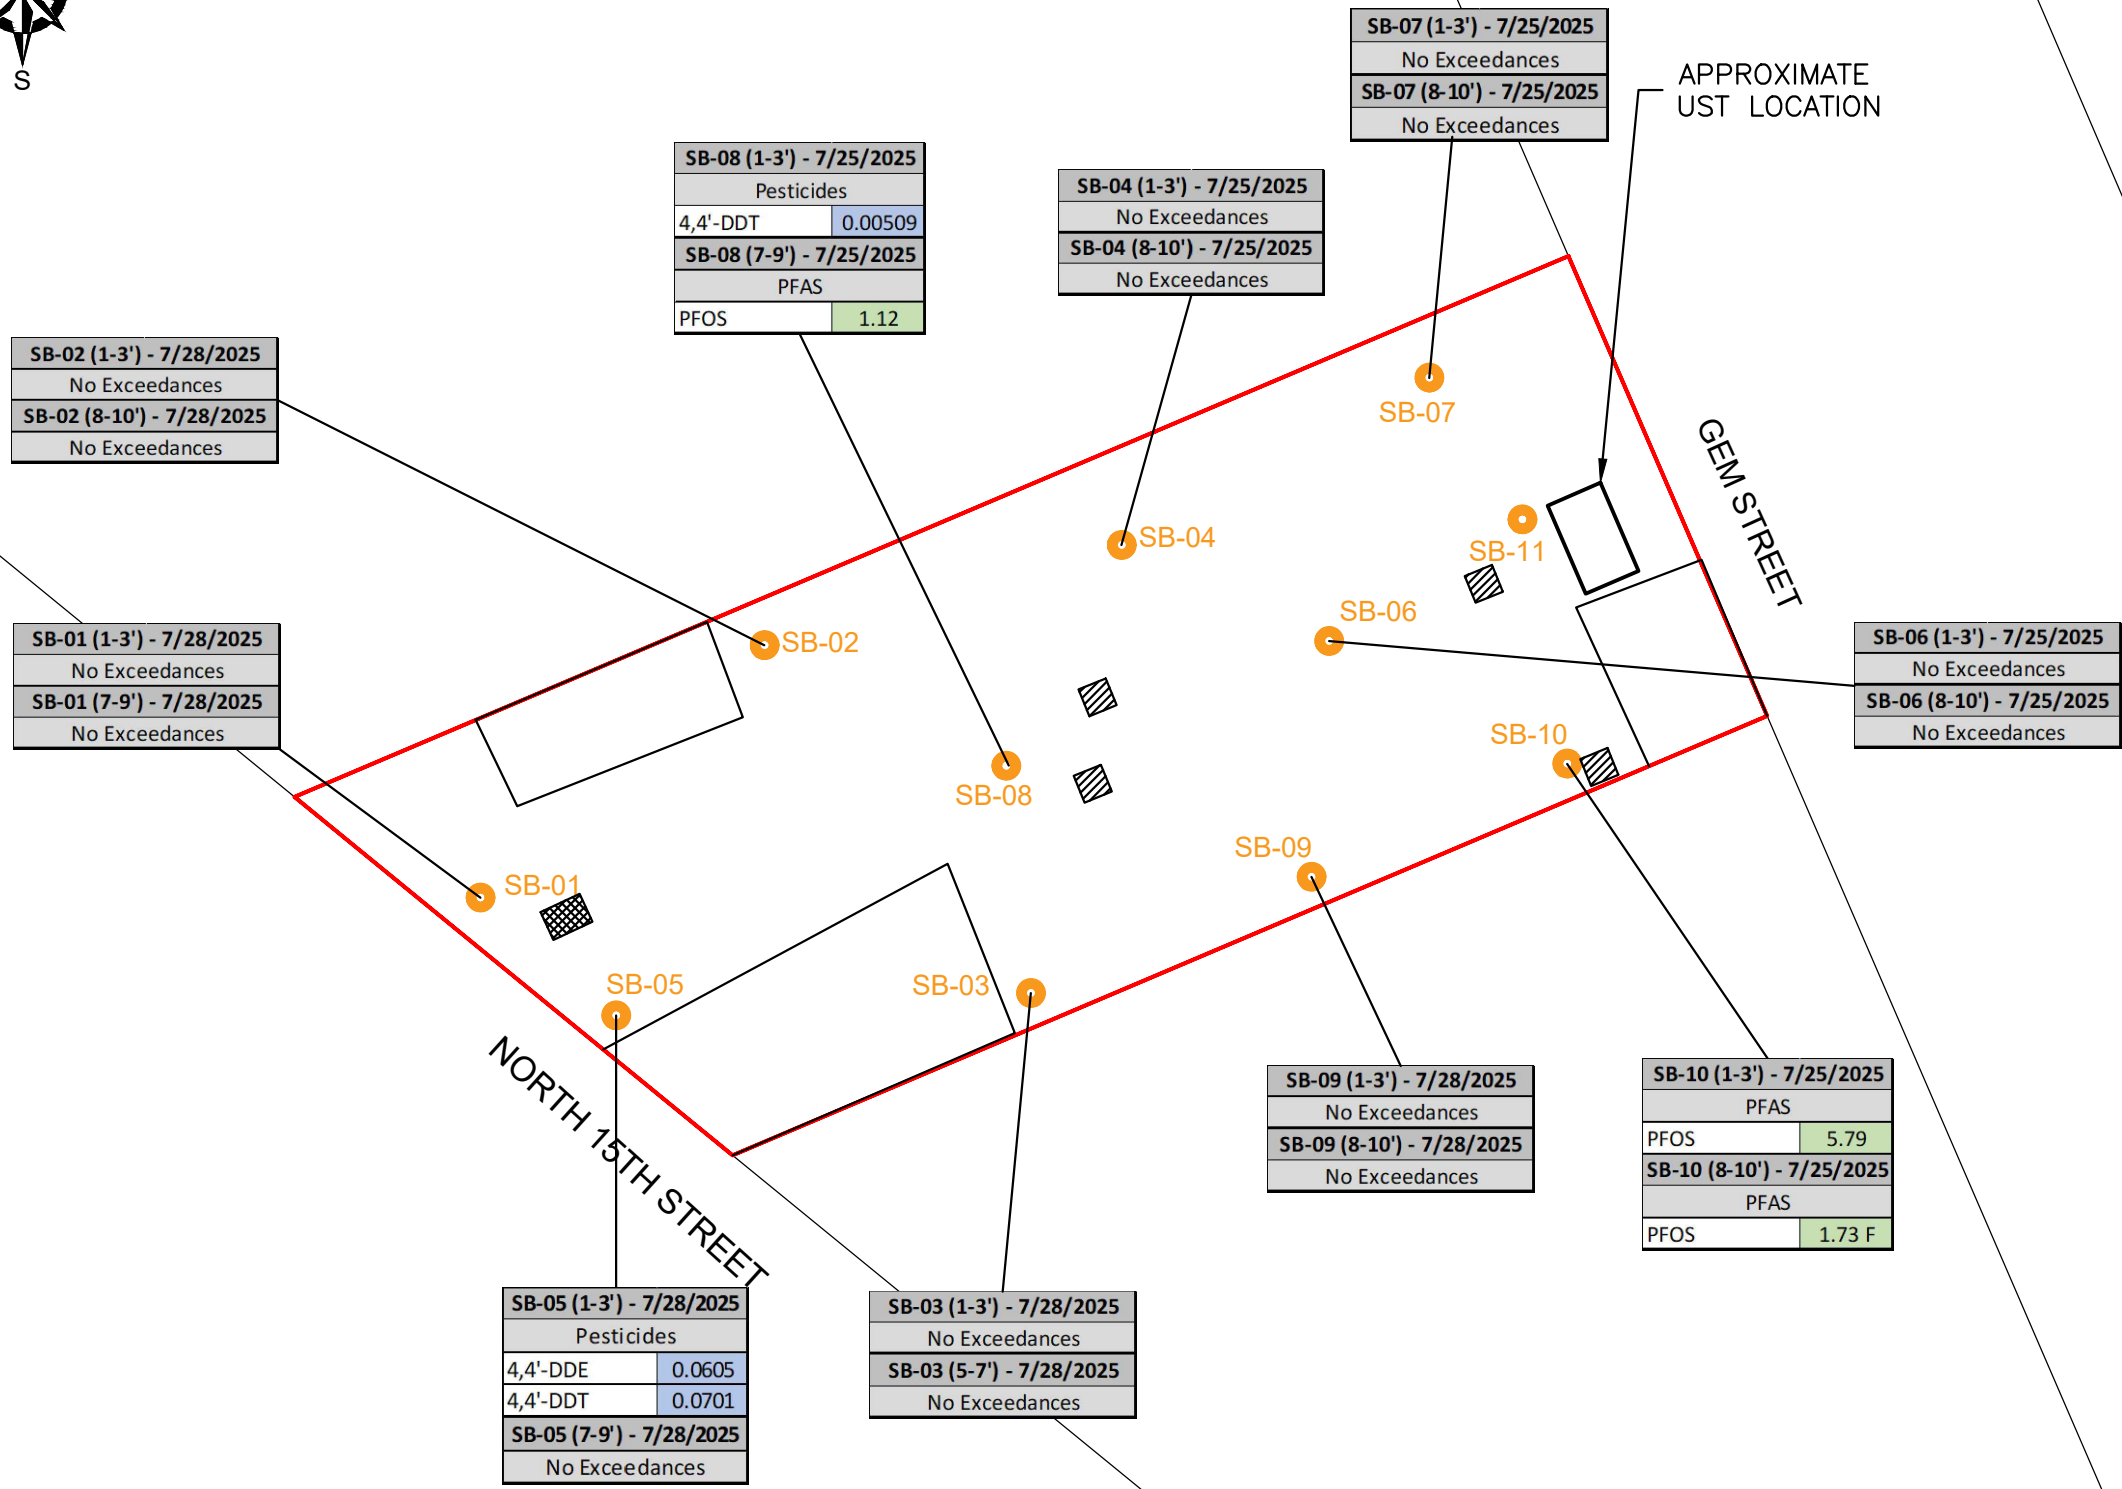 S
SB-07 (1-3') - 7/25/2025
No Exceedances
SB-07 (8-10') - 7/25/2025
No Exceedances
APPROXIMATE
UST LOCATION
SB-08 (1-3') - 7/25/2025
Pesticides
4,4'-DDT 0.00509
SB-08 (7-9') - 7/25/2025
PFAS
PFOS 1.12
SB-04 (1-3') - 7/25/2025
No Exceedances
SB-04 (8-10') - 7/25/2025
No Exceedances
SB-02 (1-3') - 7/28/2025
No Exceedances
SB-02 (8-10') - 7/28/2025
No Exceedances
SB-07
GEM STREET
SB-04
SB-11
SB-06
SB-02
SB-01 (1-3') - 7/28/2025
No Exceedances
SB-01 (7-9') - 7/28/2025
No Exceedances
SB-06 (1-3') - 7/25/2025
No Exceedances
SB-06 (8-10') - 7/25/2025
No Exceedances
SB-10
SB-08
SB-09
SB-01
SB-05
SB-03
NORTH 15TH STREET
SB-09 (1-3') - 7/28/2025
No Exceedances
SB-09 (8-10') - 7/28/2025
No Exceedances
SB-10 (1-3') - 7/25/2025
PFAS
PFOS 5.79
SB-10 (8-10') - 7/25/2025
PFAS
PFOS 1.73 F
SB-05 (1-3') - 7/28/2025
Pesticides
4,4'-DDE 0.0605
4,4'-DDT 0.0701
SB-05 (7-9') - 7/28/2025
No Exceedances
SB-03 (1-3') - 7/28/2025
No Exceedances
SB-03 (5-7') - 7/28/2025
No Exceedances